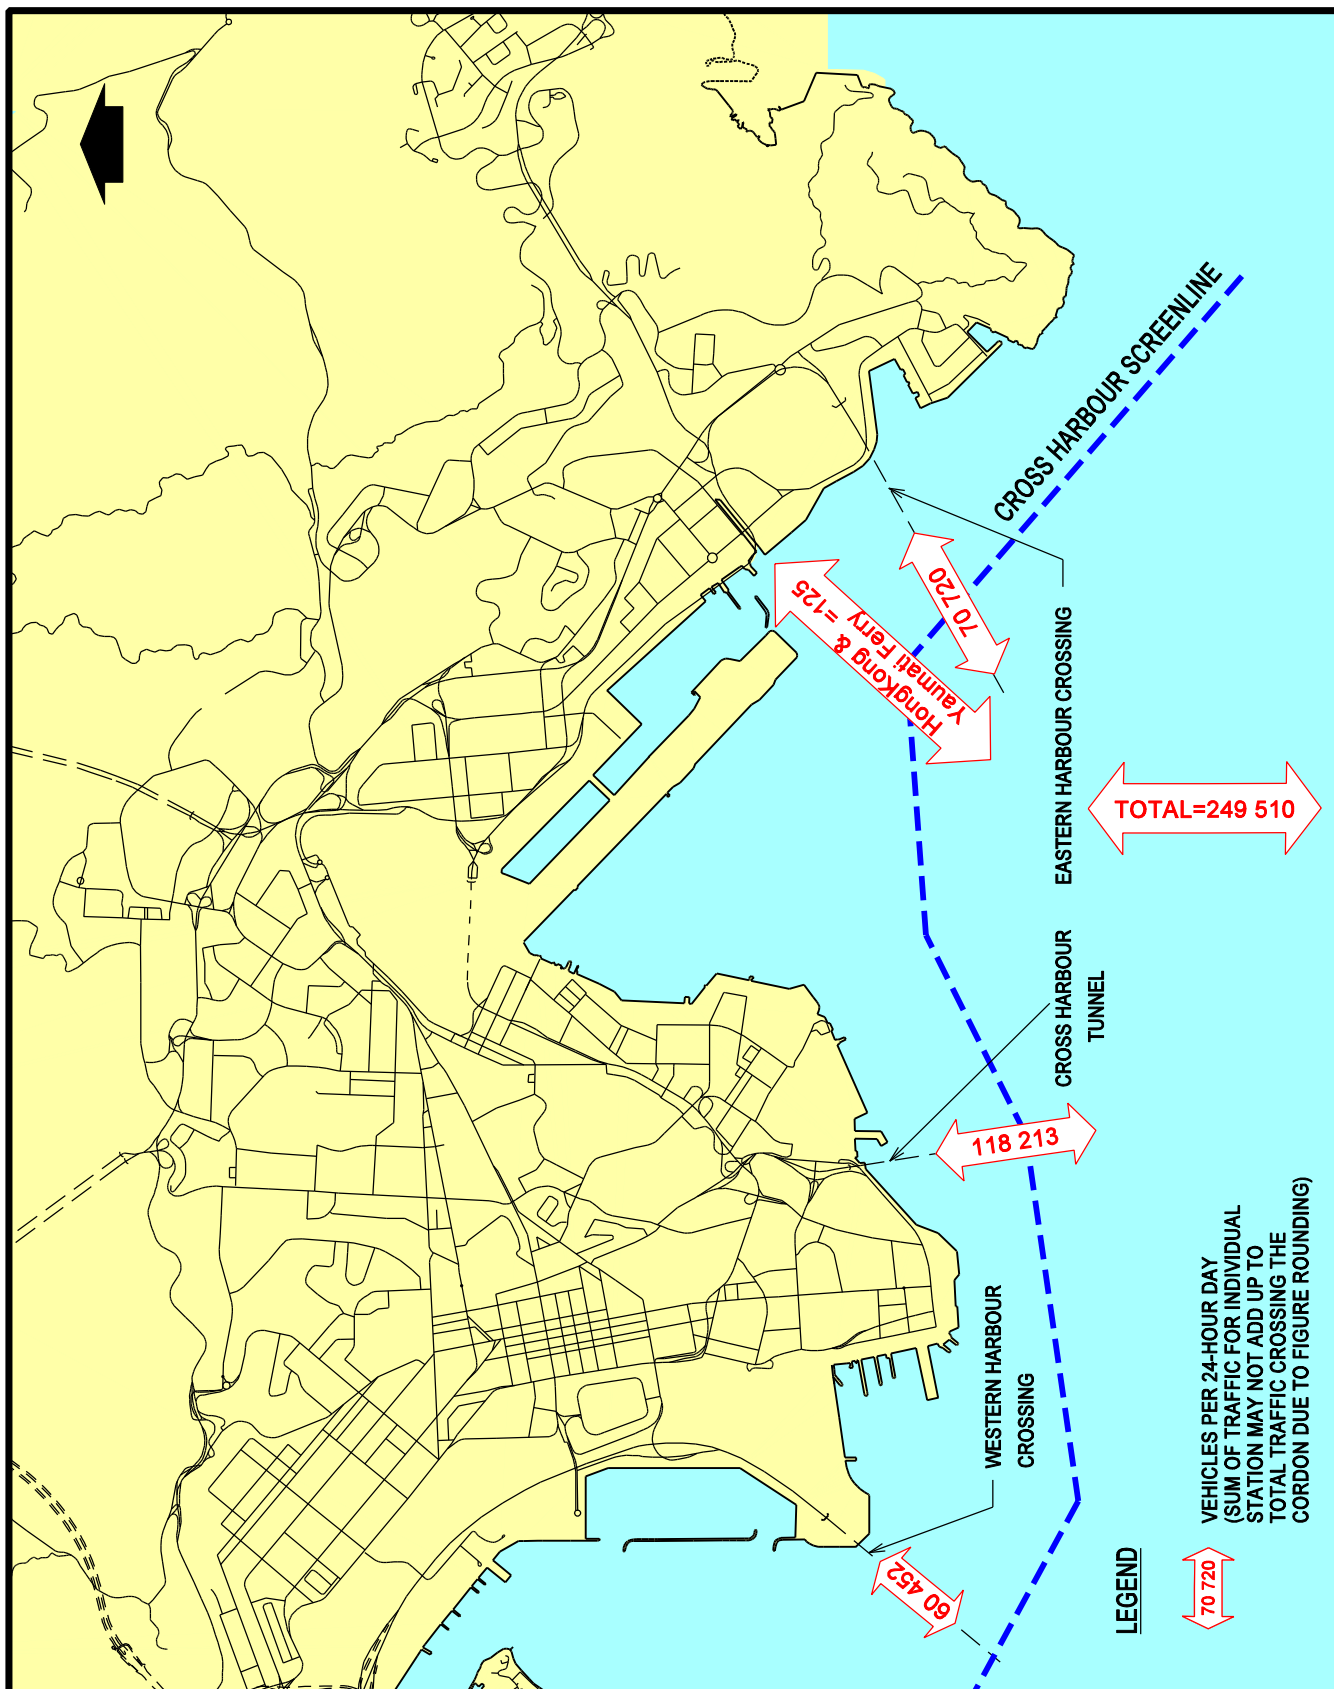 CROSS HARBOUR SCREENLINE
70 720
HongKong &
Yaumati Ferry =125
EASTERN HARBOUR CROSSING
TOTAL=249 510
CROSS HARBOUR
TUNNEL
118 213
WESTERN HARBOUR
CROSSING
60 452
LEGEND
70 720
VEHICLES PER 24-HOUR DAY
(SUM OF TRAFFIC FOR INDIVIDUAL
STATION MAY NOT ADD UP TO
TOTAL TRAFFIC CROSSING THE
CORDON DUE TO FIGURE ROUNDING)